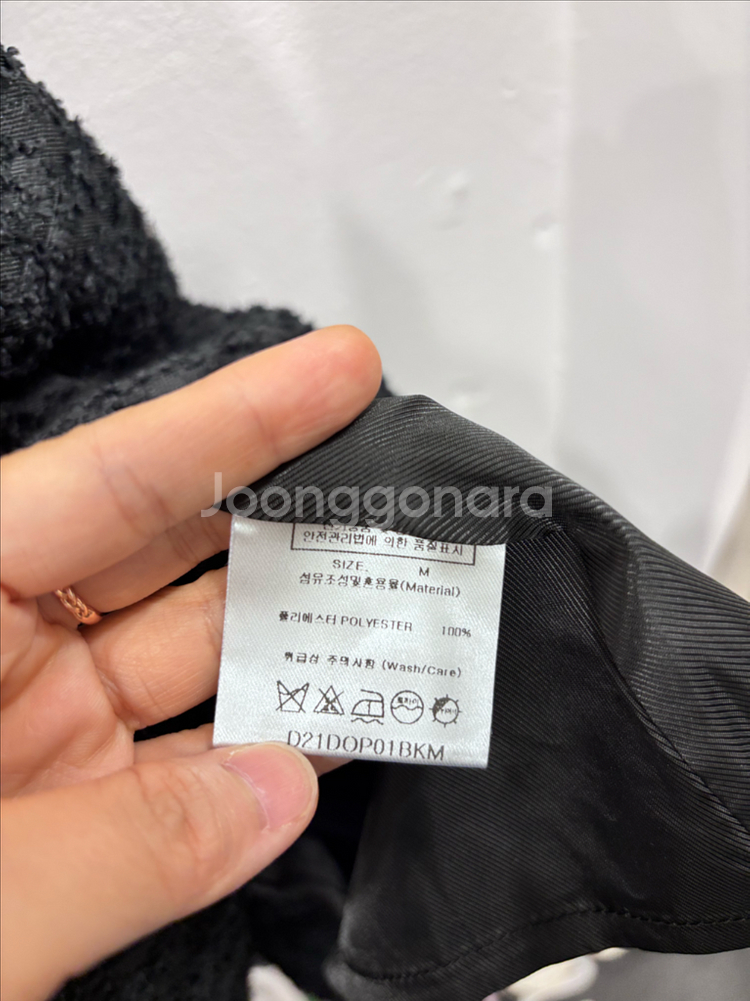 Joonggonara
안전관리법에 의한 품질표시
SIZE. M
섬유조성및혼용률(Material)
폴리에스터 POLYESTER 100%
취급상 주의사항 (Wash/Care)
D21DOP01BKM